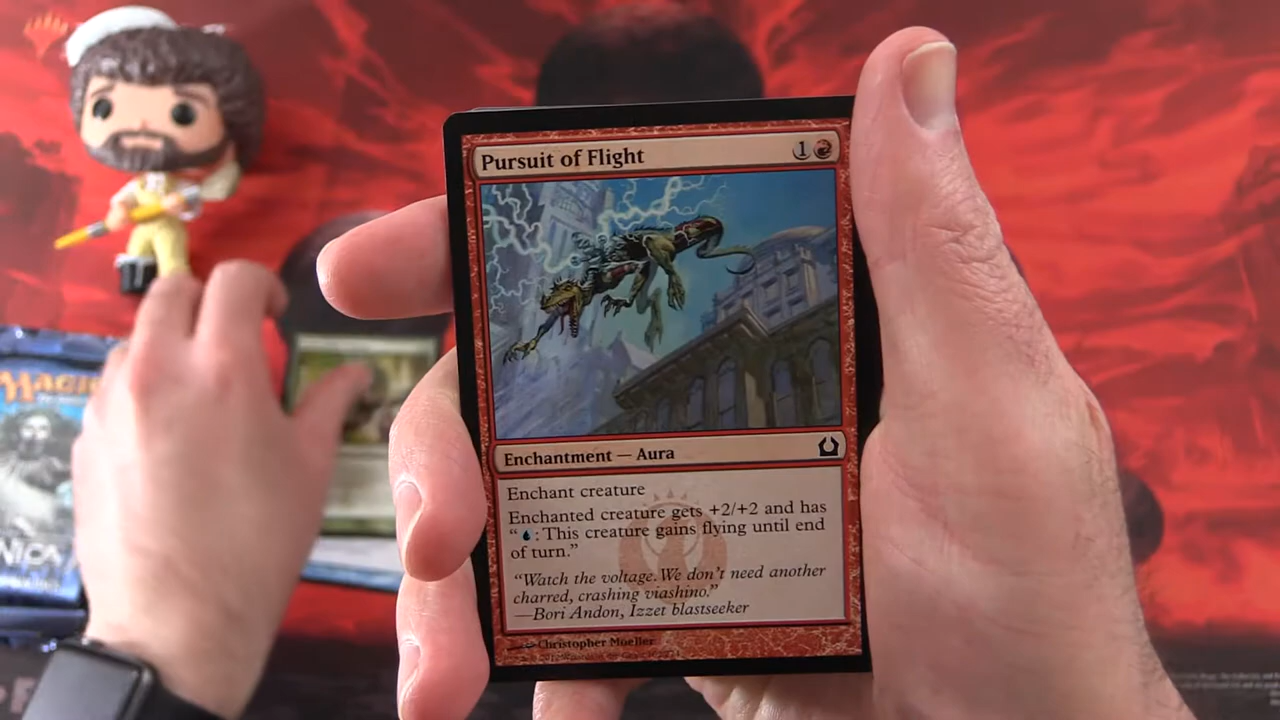 Pursuit of Flight
1
Enchantment — Aura
Enchant creature
Enchanted creature gets +2/+2 and has
“ : This creature gains flying until end
of turn.”
“Watch the voltage. We don’t need another
charred, crashing viashino.”
—Bori Andon, Izzet blastseeker
Christopher Moeller
MAGIC
NICA